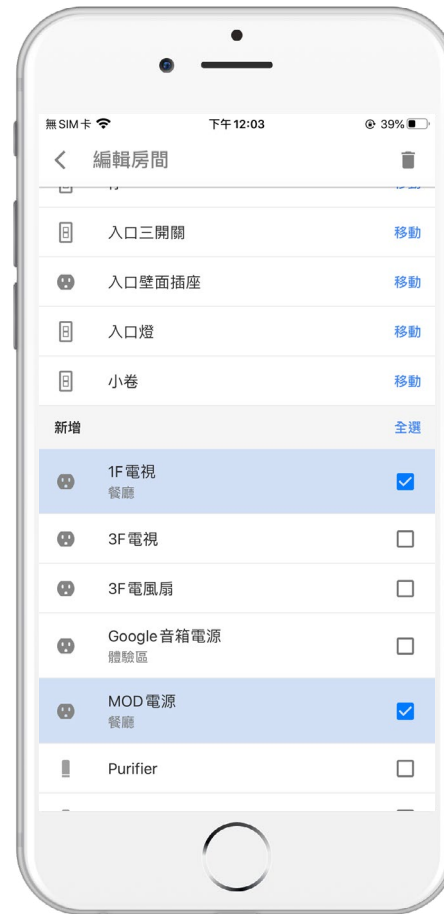 無SIM卡
下午12:03
39%
編輯房間
入口三開關
移動
入口壁面插座
移動
入口燈
移動
小卷
移動
新增
全選
1F電視
餐廳
3F電視
3F電風扇
Google音箱電源
體驗區
MOD電源
餐廳
Purifier